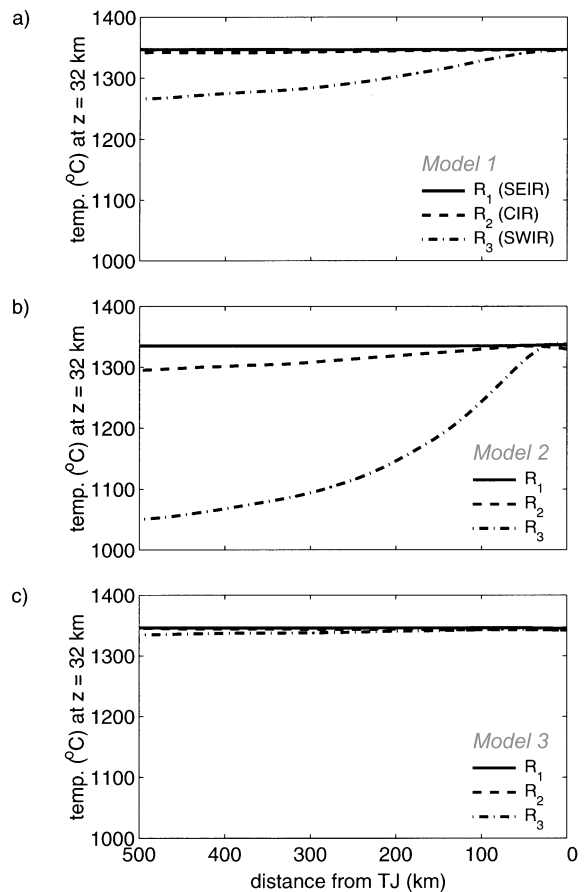 a)
1400
1300
1200
1100
1000
temp. (°C) at z = 32 km
Model 1
R1 (SEIR)
R2 (CIR)
R3 (SWIR)
b)
1400
1300
1200
1100
1000
temp. (°C) at z = 32 km
Model 2
R1
R2
R3
c)
1400
1300
1200
1100
1000
temp. (°C) at z = 32 km
Model 3
R1
R2
R3
500 400 300 200 100 0
distance from TJ (km)